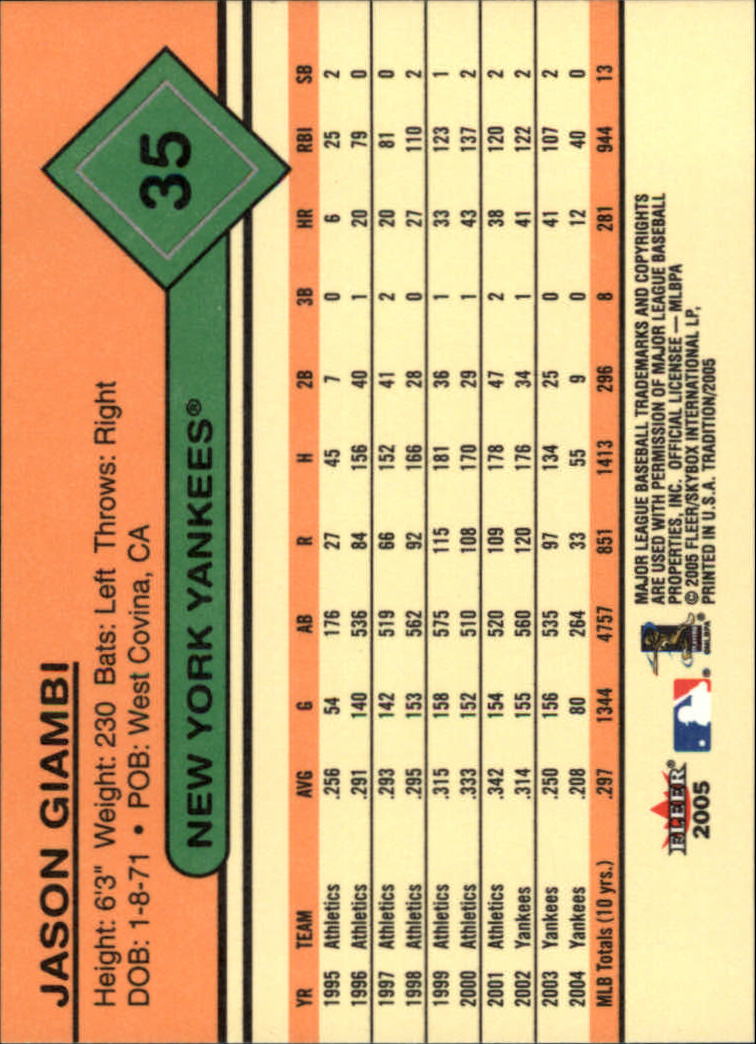 JASON GIAMBI
Height: 6'3" Weight: 230 Bats: Left Throws: Right
DOB: 1-8-71 • POB: West Covina, CA
35
NEW YORK YANKEES®
YR TEAM AVG G AB R H 2B 3B HR RBI SB
1995 Athletics .256 54 176 27 45 7 0 6 25 2
1996 Athletics .291 140 536 84 156 40 1 20 79 0
1997 Athletics .293 142 519 66 152 41 2 20 81 0
1998 Athletics .295 153 562 92 166 28 0 27 110 2
1999 Athletics .315 158 575 115 181 36 1 33 123 1
2000 Athletics .333 152 510 108 170 29 1 43 137 2
2001 Athletics .342 154 520 109 178 47 2 38 120 2
2002 Yankees .314 155 560 120 176 34 1 41 122 2
2003 Yankees .250 156 535 97 134 25 0 41 107 2
2004 Yankees .208 80 264 33 55 9 0 12 40 0
MLB Totals (10 yrs.) .297 1344 4757 851 1413 296 8 281 944 13
FLEER®
2005
®
®
©MLBPA
MAJOR LEAGUE BASEBALL TRADEMARKS AND COPYRIGHTS
ARE USED WITH PERMISSION OF MAJOR LEAGUE BASEBALL
PROPERTIES, INC. OFFICIAL LICENSEE — MLBPA
© 2005 FLEER/SKYBOX INTERNATIONAL LP,
PRINTED IN U.S.A. TRADITION/2005